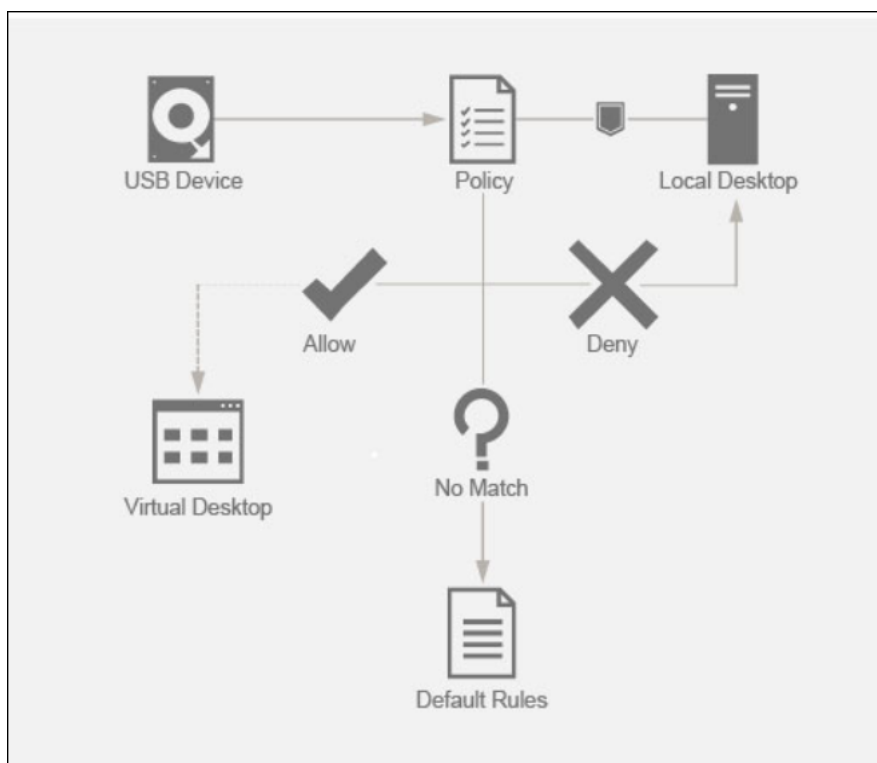 USB Device
Policy
Local Desktop
Allow
Deny
No Match
Virtual Desktop
Default Rules